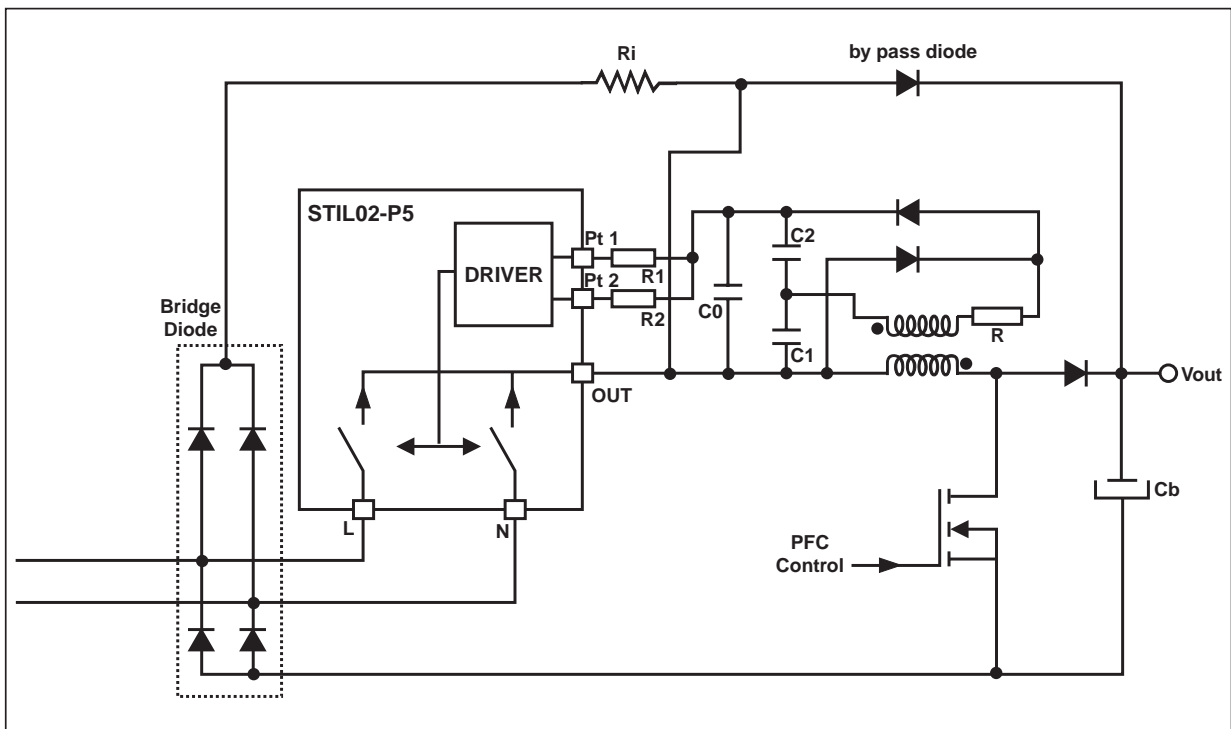 Ri
by pass diode
STIL02-P5
Pt 1
C2
DRIVER
R1
Pt 2
Bridge
Diode
R2
C0
R
C1
OUT
Vout
L
N
Cb
PFC
Control